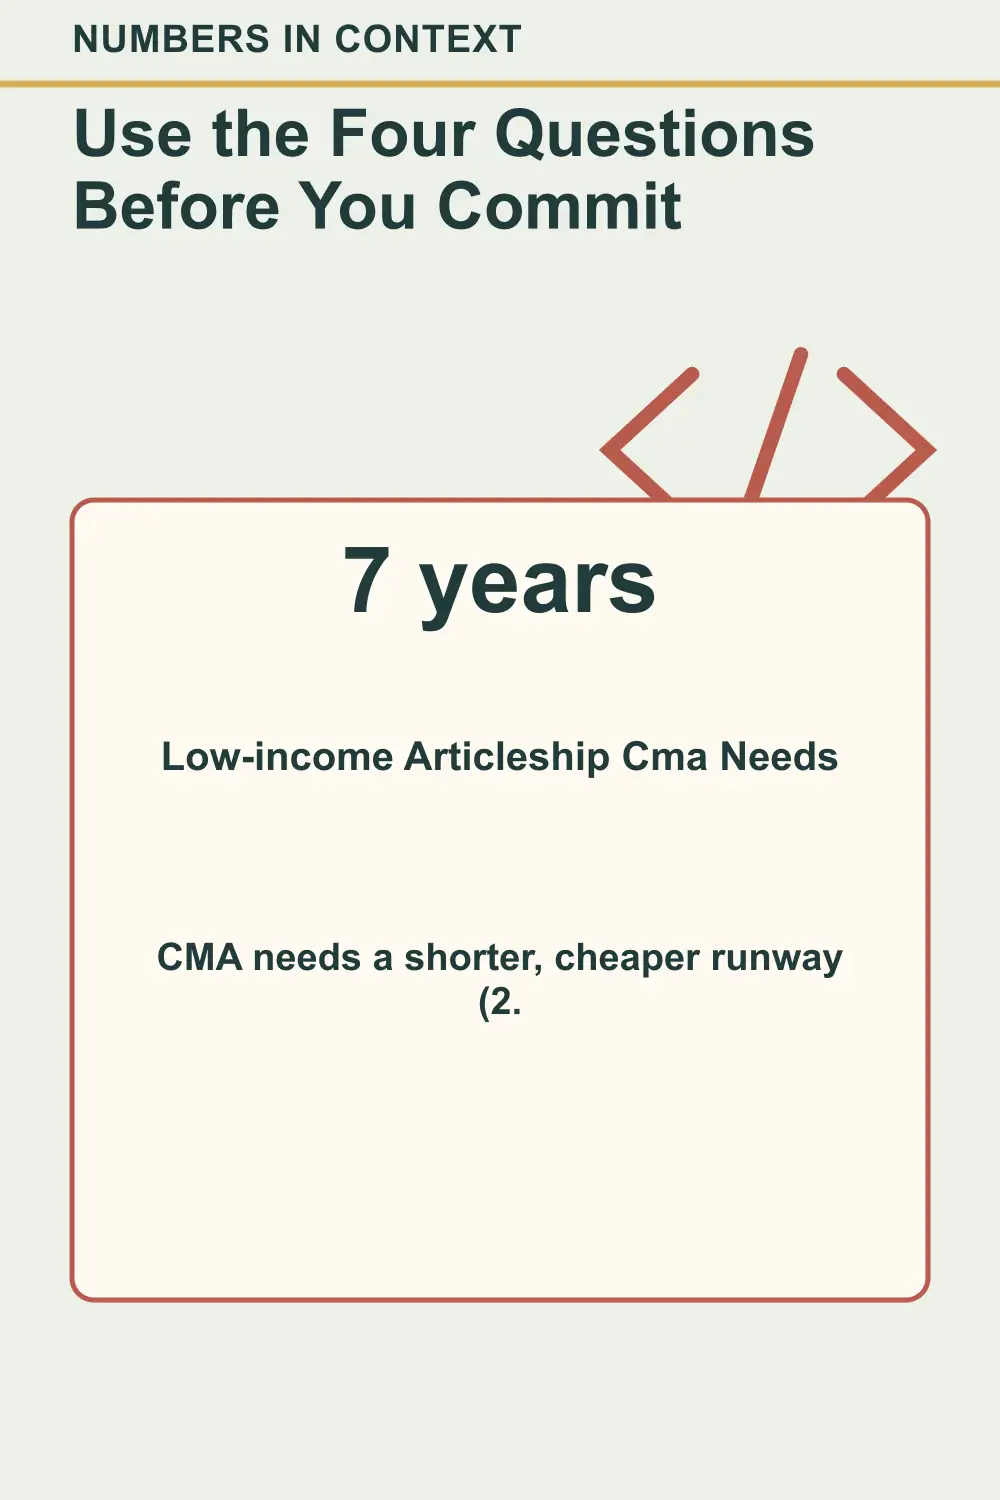 NUMBERS IN CONTEXT
Use the Four Questions
Before You Commit
7 years
Low-income Articleship Cma Needs
CMA needs a shorter, cheaper runway
(2.